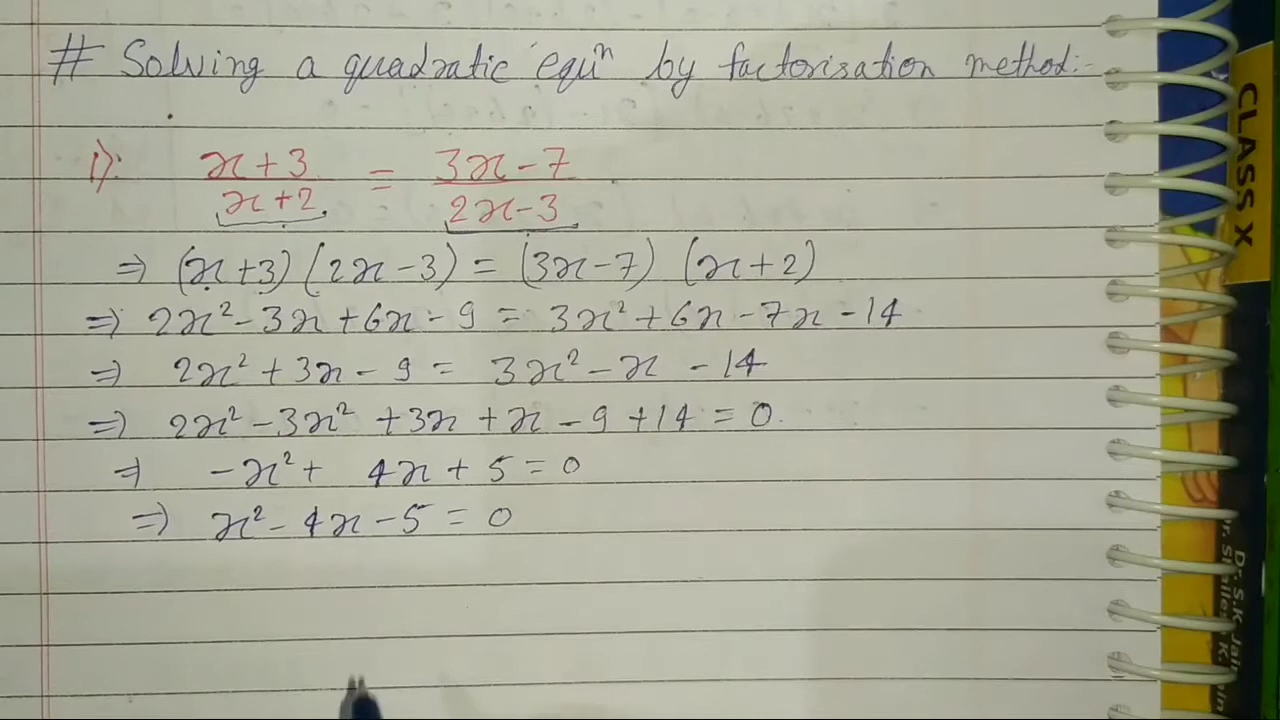 # Solving a quadratic equⁿ by factorisation method:-
i):  x+3 / x+2 = 3x-7 / 2x-3
⇒ (x+3) (2x-3) = (3x-7) (x+2)
⇒ 2x² - 3x + 6x - 9 = 3x² + 6x - 7x - 14
⇒ 2x² + 3x - 9 = 3x² - x - 14
⇒ 2x² - 3x² + 3x + x - 9 + 14 = 0
⇒ -x² + 4x + 5 = 0
⇒ x² - 4x - 5 = 0
CLASS X
Dr. S.K. Jain